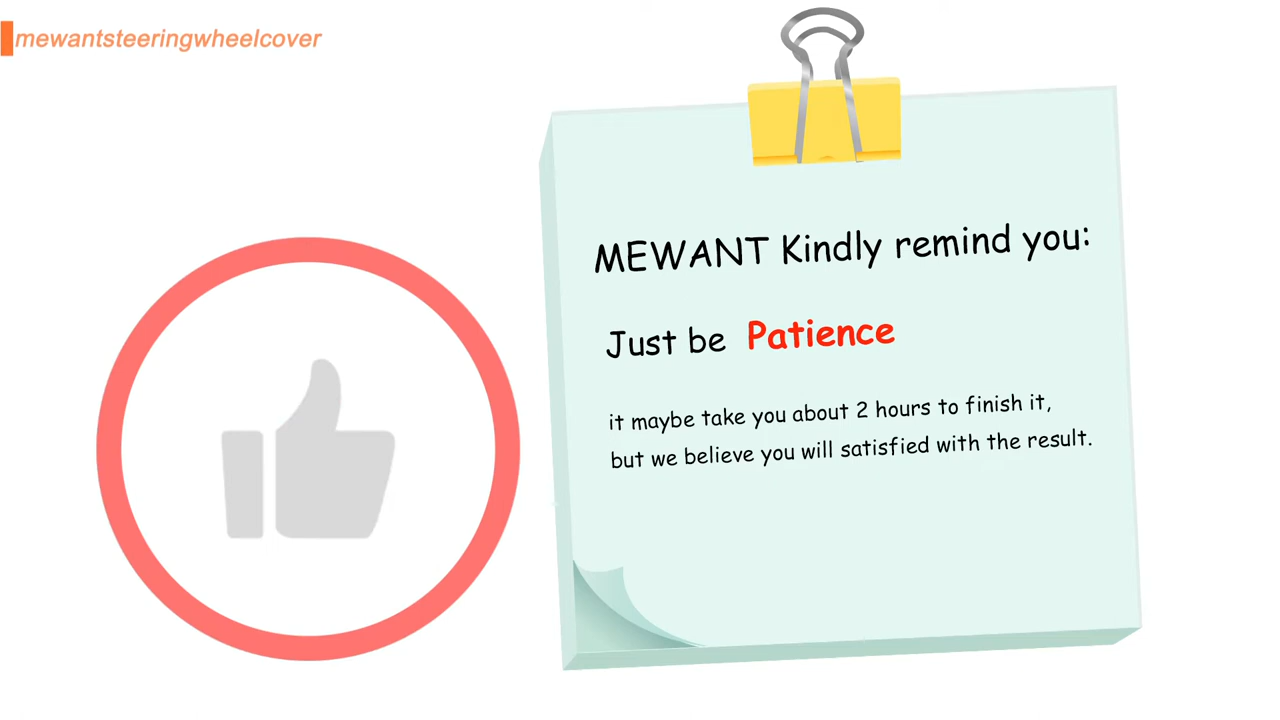 mewantsteeringwheelcover
MEWANT Kindly remind you:
Just be Patience
it maybe take you about 2 hours to finish it,
but we believe you will satisfied with the result.